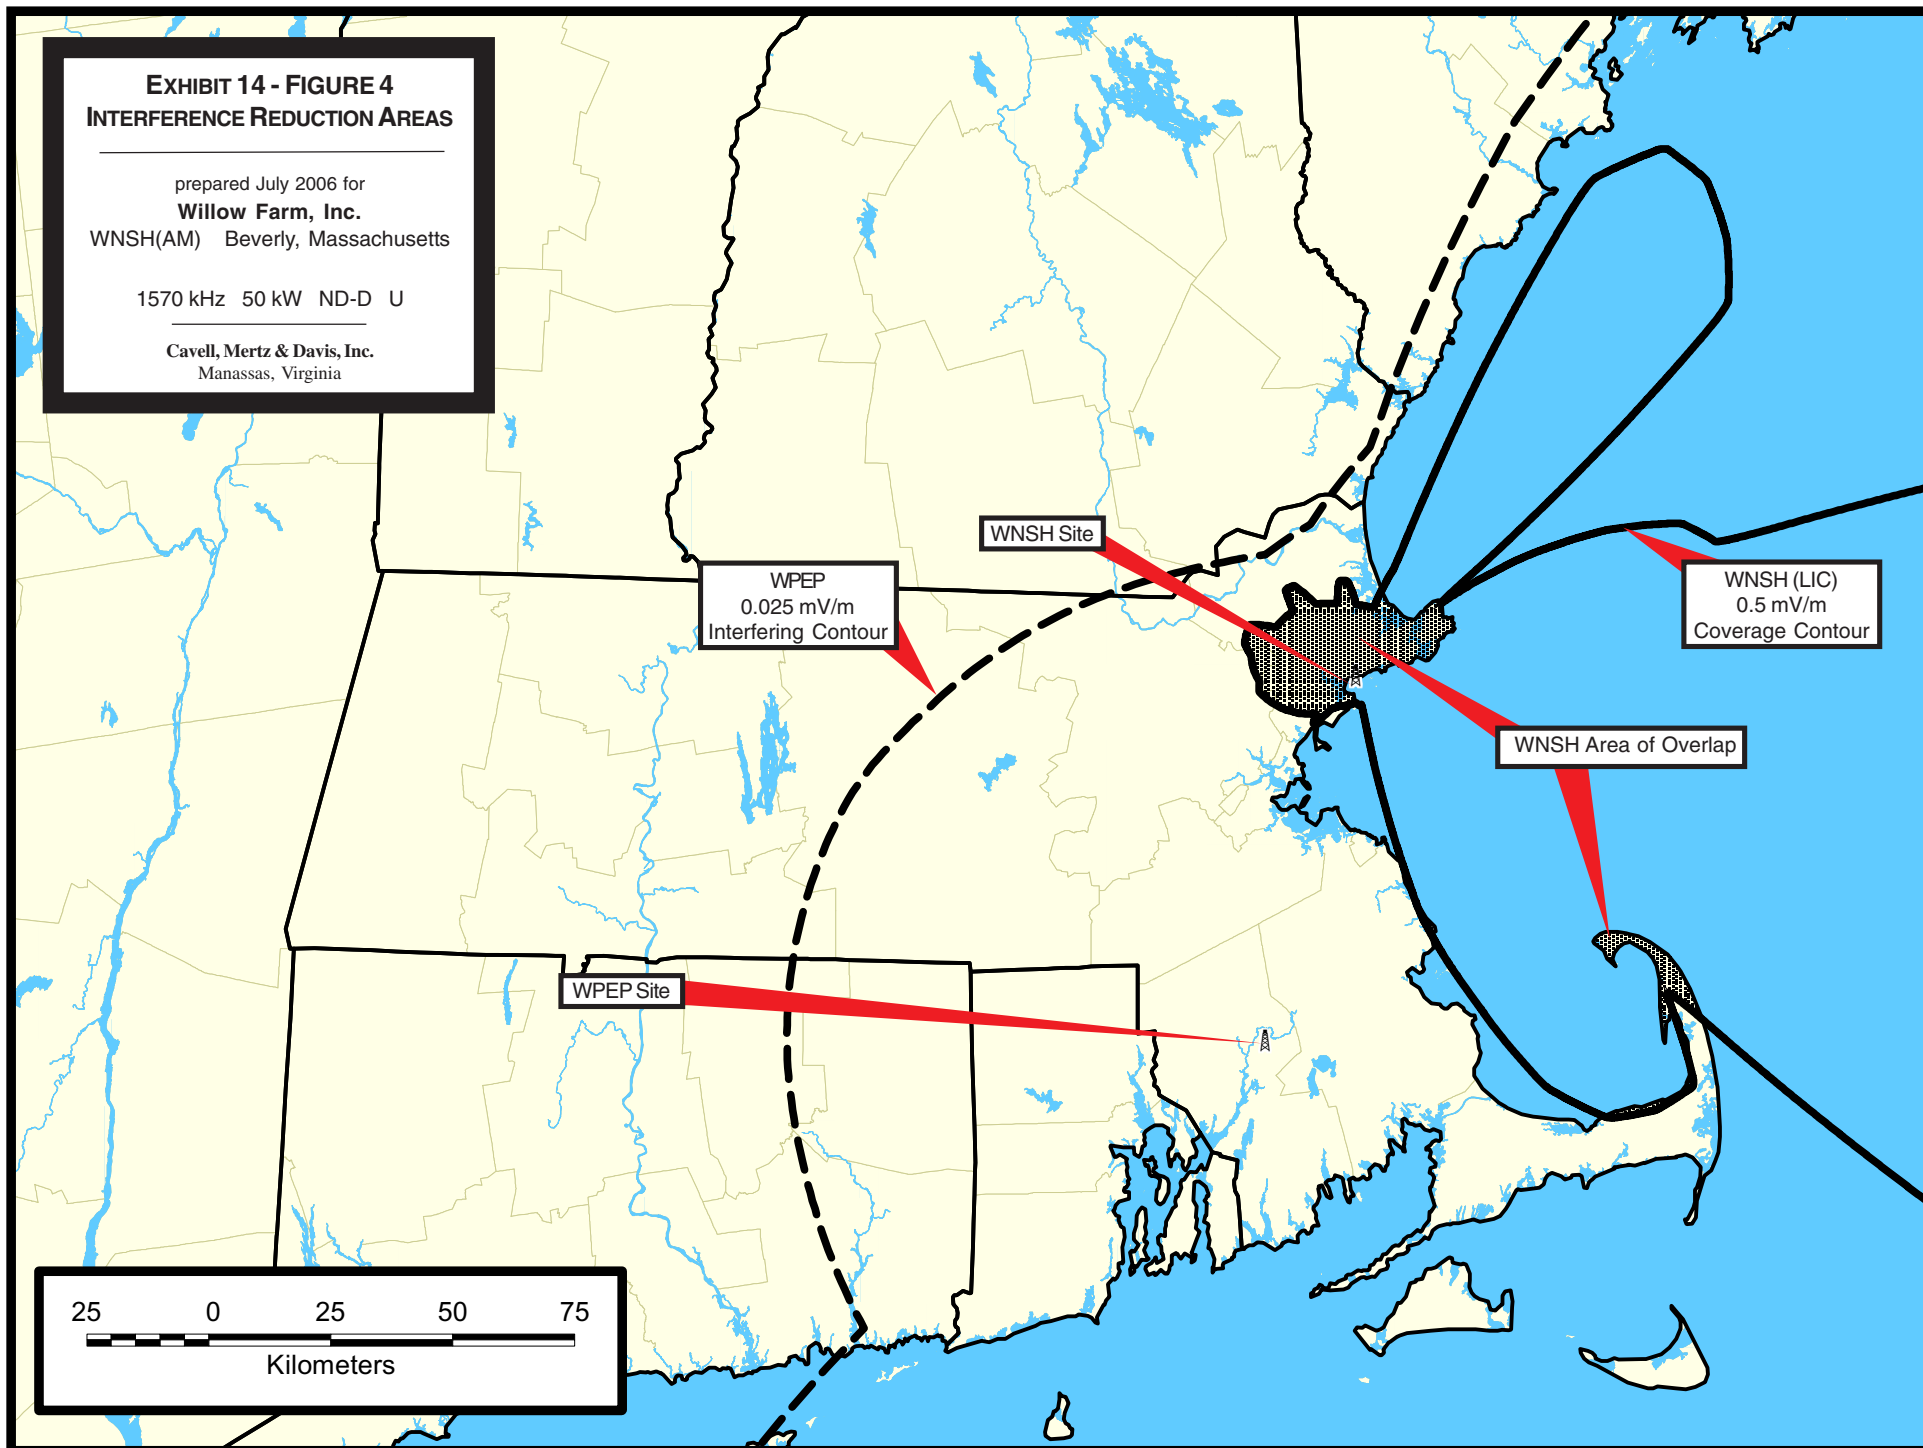 EXHIBIT 14 - FIGURE 4
INTERFERENCE REDUCTION AREAS
prepared July 2006 for
Willow Farm, Inc.
WNSH(AM) Beverly, Massachusetts
1570 kHz 50 kW ND-D U
Cavell, Mertz & Davis, Inc.
Manassas, Virginia
WNSH Site
WPEP
0.025 mV/m
Interfering Contour
WNSH (LIC)
0.5 mV/m
Coverage Contour
WNSH Area of Overlap
WPEP Site
25 0 25 50 75
Kilometers